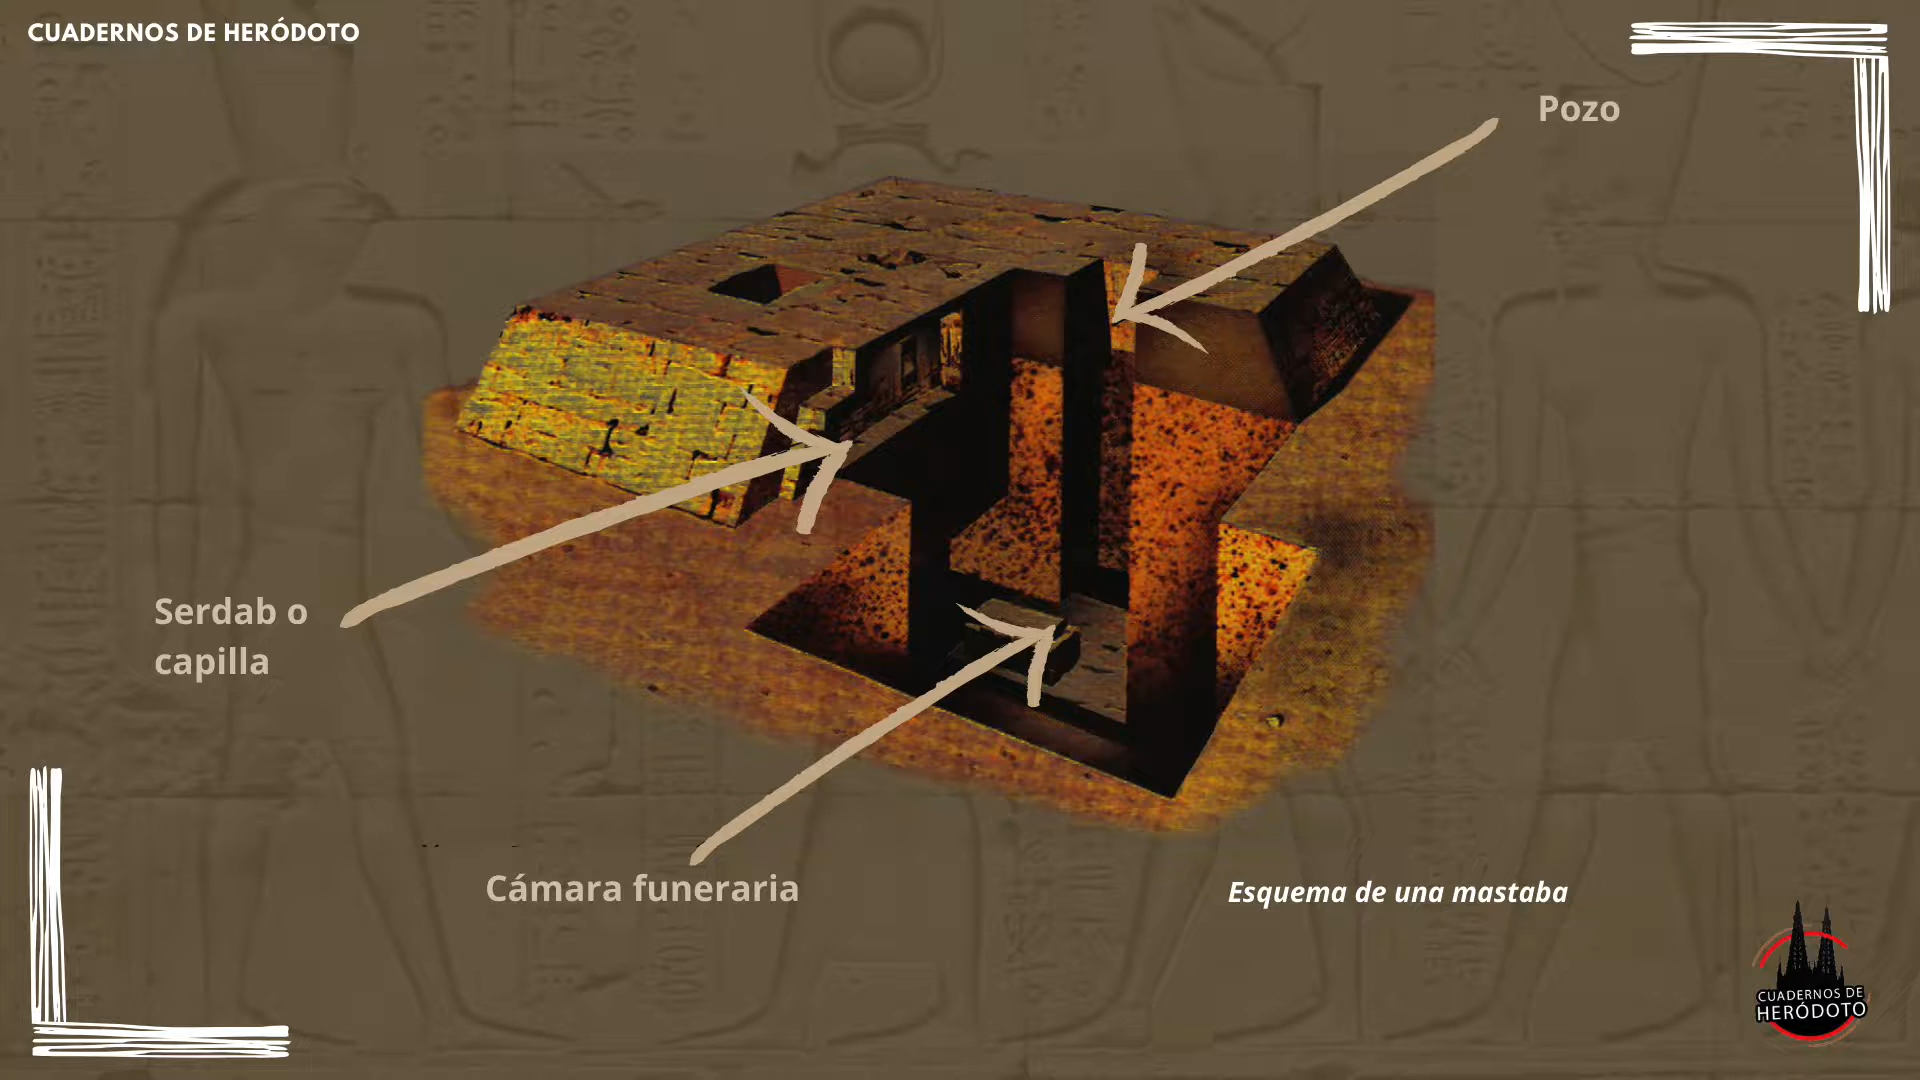 CUADERNOS DE HERÓDOTO
Pozo
Serdab o
capilla
Cámara funeraria
Esquema de una mastaba
CUADERNOS DE
HERÓDOTO